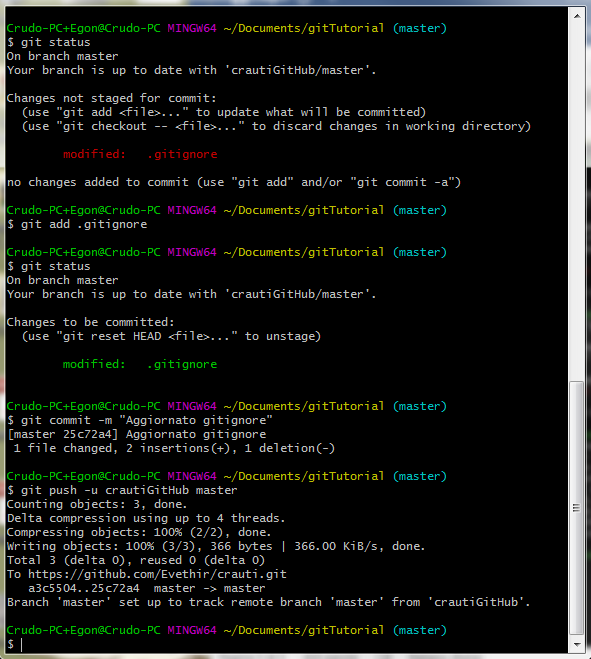 Crudo-PC+Egon@Crudo-PC MINGW64 ~/Documents/gitTutorial (master)
$ git status
On branch master
Your branch is up to date with 'crautiGitHub/master'.

Changes not staged for commit:
  (use "git add <file>..." to update what will be committed)
  (use "git checkout -- <file>..." to discard changes in working directory)

        modified:   .gitignore

no changes added to commit (use "git add" and/or "git commit -a")

Crudo-PC+Egon@Crudo-PC MINGW64 ~/Documents/gitTutorial (master)
$ git add .gitignore

Crudo-PC+Egon@Crudo-PC MINGW64 ~/Documents/gitTutorial (master)
$ git status
On branch master
Your branch is up to date with 'crautiGitHub/master'.

Changes to be committed:
  (use "git reset HEAD <file>..." to unstage)

        modified:   .gitignore


Crudo-PC+Egon@Crudo-PC MINGW64 ~/Documents/gitTutorial (master)
$ git commit -m "Aggiornato gitignore"
[master 25c72a4] Aggiornato gitignore
 1 file changed, 2 insertions(+), 1 deletion(-)

Crudo-PC+Egon@Crudo-PC MINGW64 ~/Documents/gitTutorial (master)
$ git push -u crautiGitHub master
Counting objects: 3, done.
Delta compression using up to 4 threads.
Compressing objects: 100% (2/2), done.
Writing objects: 100% (3/3), 366 bytes | 366.00 KiB/s, done.
Total 3 (delta 0), reused 0 (delta 0)
To https://github.com/Evethir/crauti.git
   a3c5504..25c72a4  master -> master
Branch 'master' set up to track remote branch 'master' from 'crautiGitHub'.

Crudo-PC+Egon@Crudo-PC MINGW64 ~/Documents/gitTutorial (master)
$